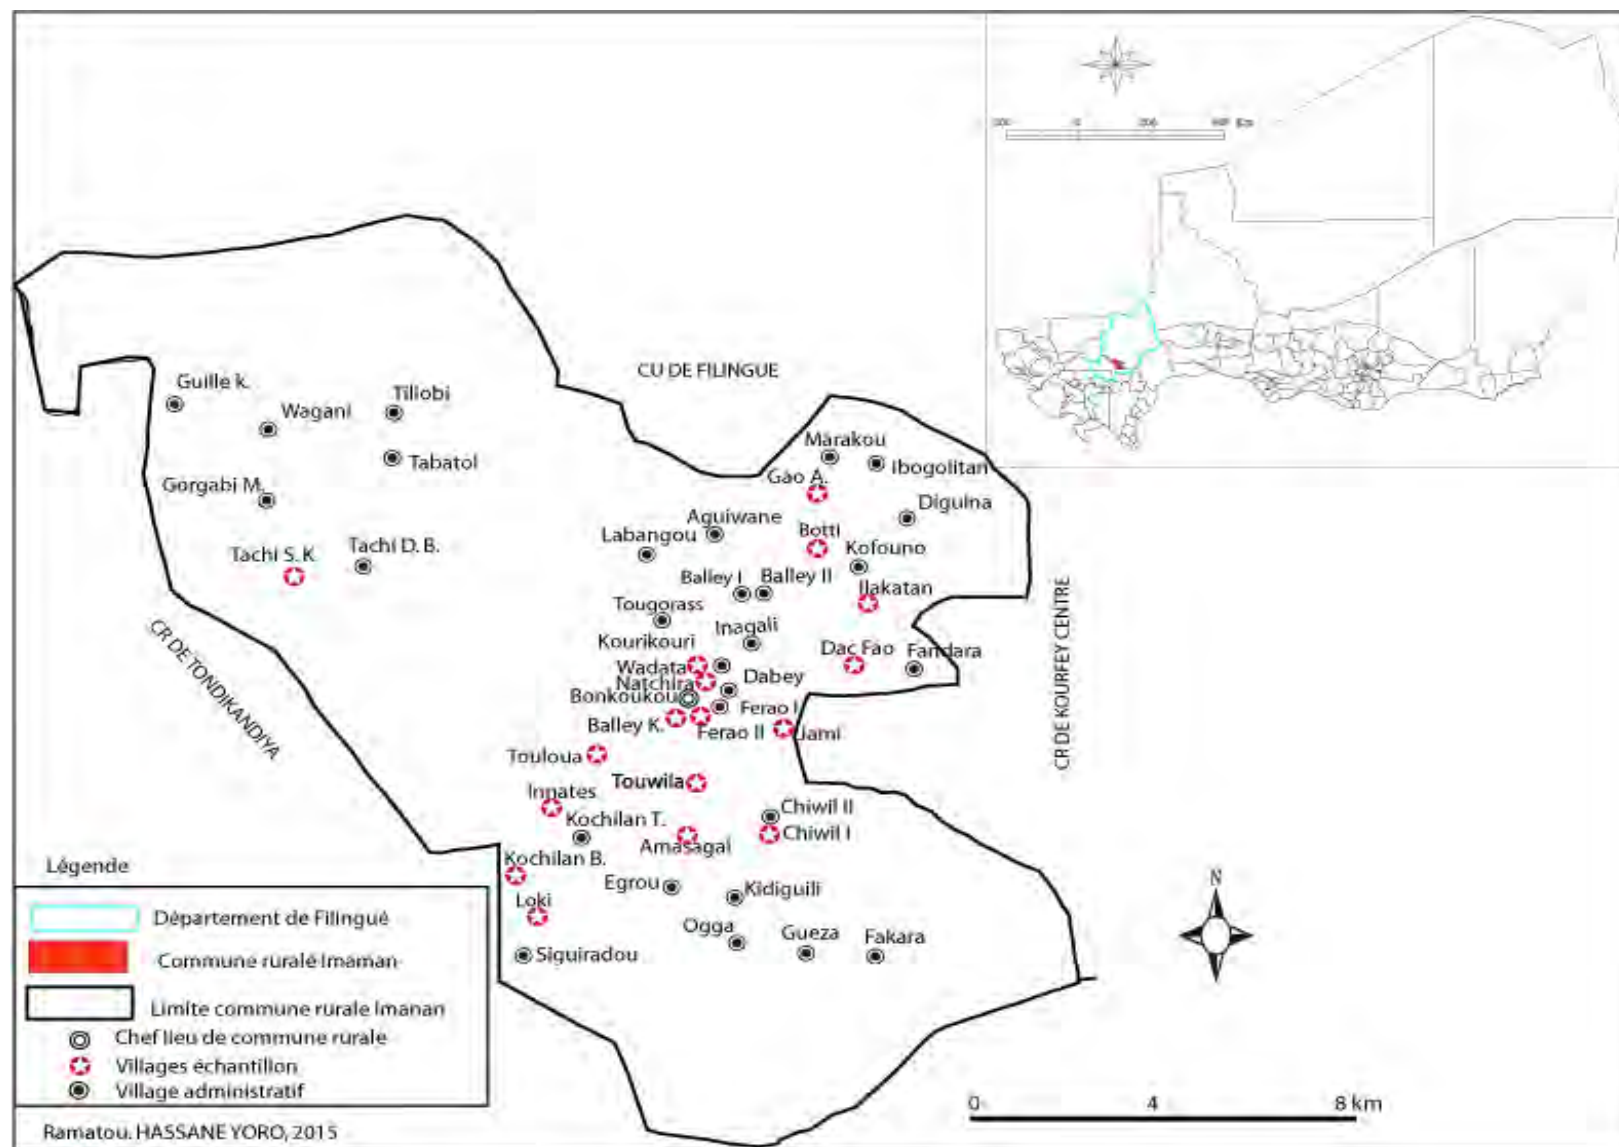 Km
CU DE FILINGUE
Guille k.
Wagani
Tillobi
Tabatol
Gorgabi M.
Tachi S.K
Tachi D. B.
Marakou
Ibogolitan
Gao A.
Diguina
Aguiwane
Labangou
Botti
Kofouno
Balley I
Balley II
Ilakatan
Tougorass
Inagali
Kourikouri
Dac Fao
Fandara
Wadata
Natchira
Dabey
Bonkoukou
Ferao I
Balley K.
Ferao II
Jami
Touloua
Touwila
Innates
Chiwil II
Kochilan T.
Chiwil I
Amasagal
Kochilan B.
Egrou
Kidiguili
Loki
Ogga
Gueza
Fakara
Siguiradou
CR DE TONDIKANDIYA
CR DE KOURFEY CENTRE
N
Légende
Département de Filingué
Commune rurale Imaman
Limite commune rurale Imanan
Chef lieu de commune rurale
Villages échantillon
Village administratif
0 4 8 km
Ramatou. HASSANE YORO, 2015